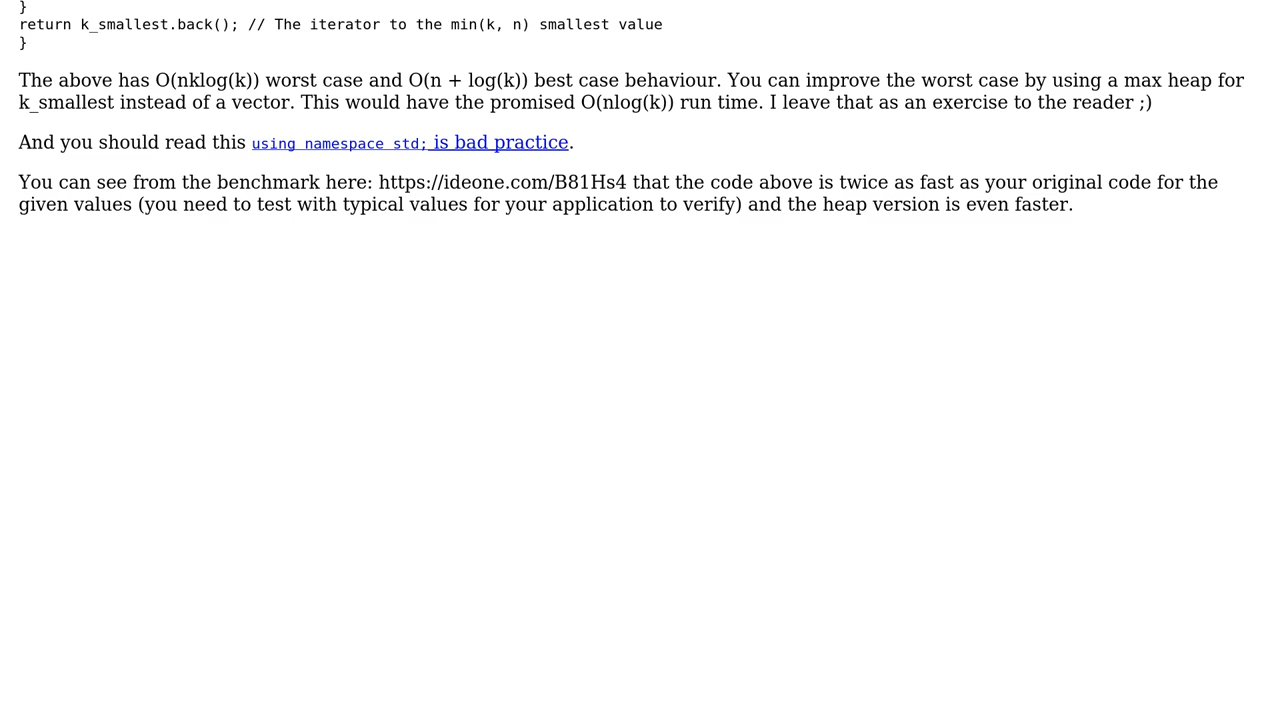 }
return k_smallest.back(); // The iterator to the min(k, n) smallest value
}
The above has O(nklog(k)) worst case and O(n + log(k)) best case behaviour. You can improve the worst case by using a max heap for
k_smallest instead of a vector. This would have the promised O(nlog(k)) run time. I leave that as an exercise to the reader ;)
And you should read this using namespace std; is bad practice.
You can see from the benchmark here: https://ideone.com/B81Hs4 that the code above is twice as fast as your original code for the
given values (you need to test with typical values for your application to verify) and the heap version is even faster.